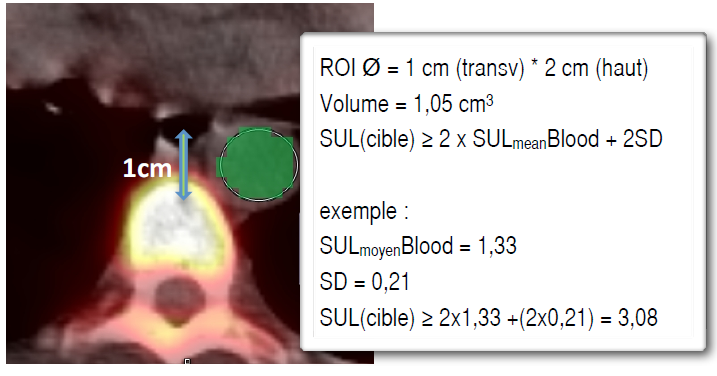 1cm
ROI Ø = 1 cm (transv) * 2 cm (haut)
Volume = 1,05 cm³
SUL(cible) ≥ 2 x SULmeanBlood + 2SD
exemple :
SULmoyenBlood = 1,33
SD = 0,21
SUL(cible) ≥ 2x1,33 +(2x0,21) = 3,08